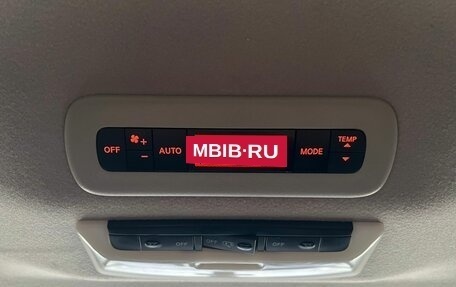 OFF + AUTO MBIB·RU MODE TEMP
−
OFF OFF OFF